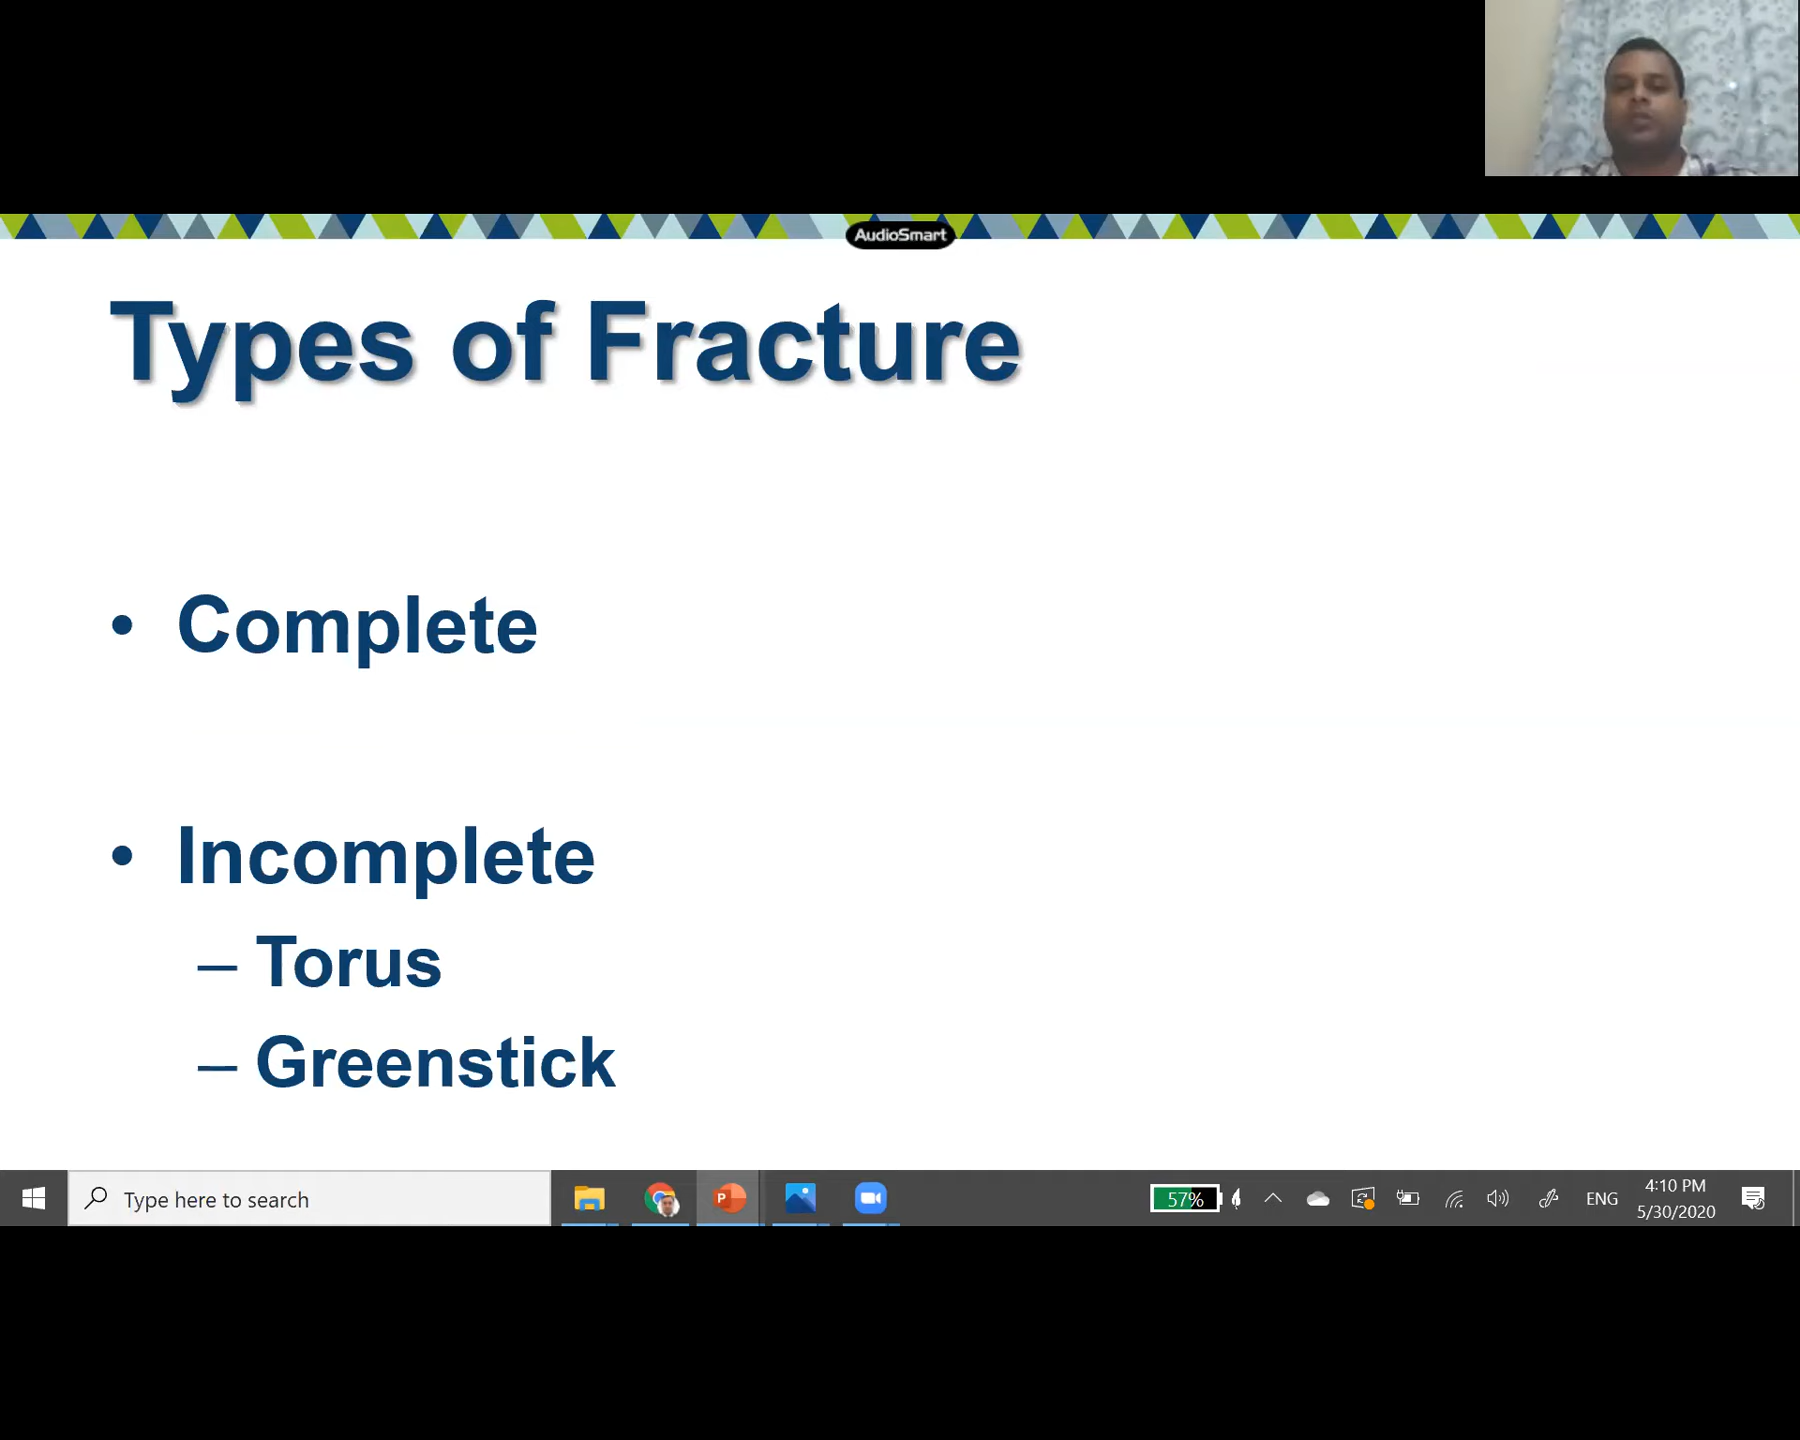 AudioSmart
Types of Fracture
• Complete
• Incomplete
– Torus
– Greenstick
Type here to search
57%
ENG
4:10 PM
5/30/2020